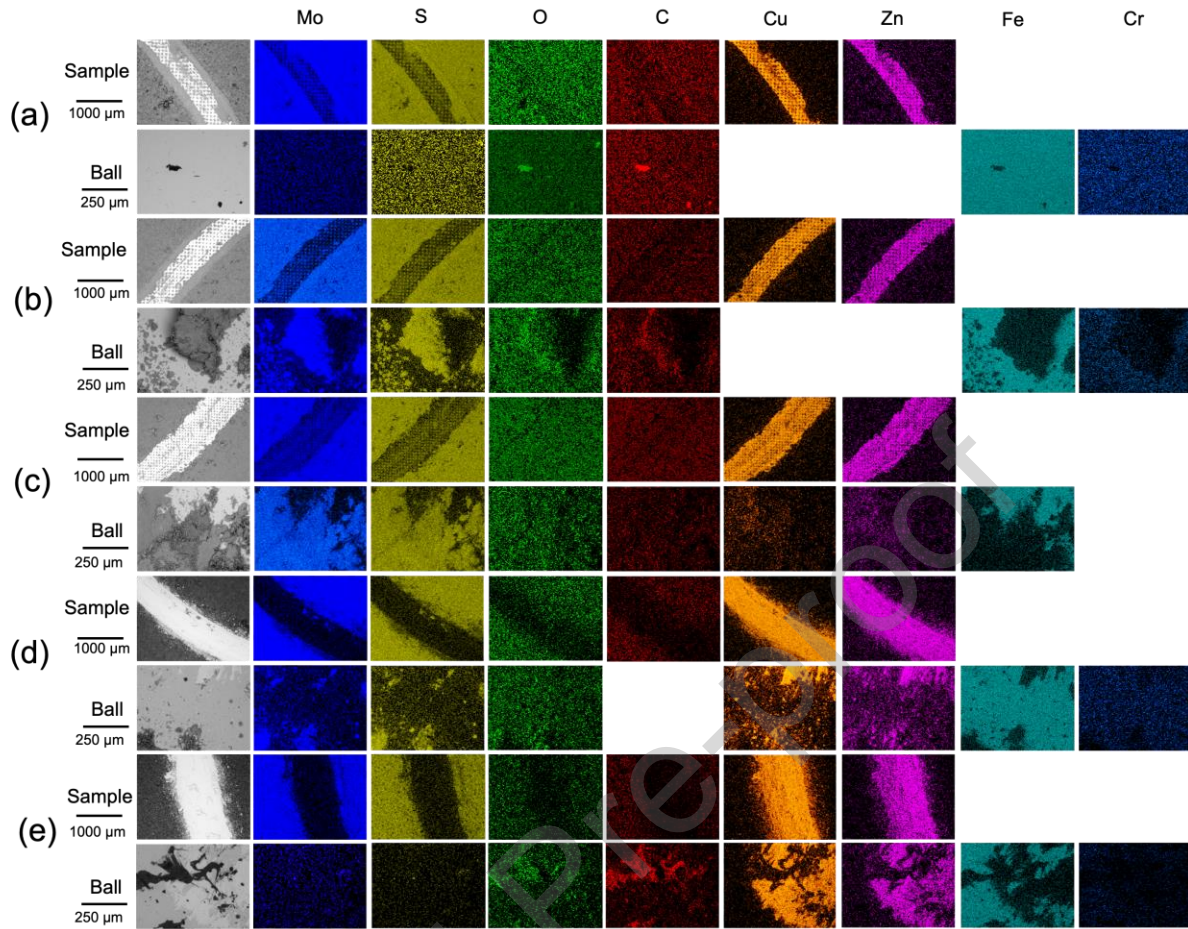 Mo S O C Cu Zn Fe Cr
(a)
Sample
1000 µm
Ball
250 µm
(b)
Sample
1000 µm
Ball
250 µm
(c)
Sample
1000 µm
Ball
250 µm
(d)
Sample
1000 µm
Ball
250 µm
(e)
Sample
1000 µm
Ball
250 µm
Pre-proof